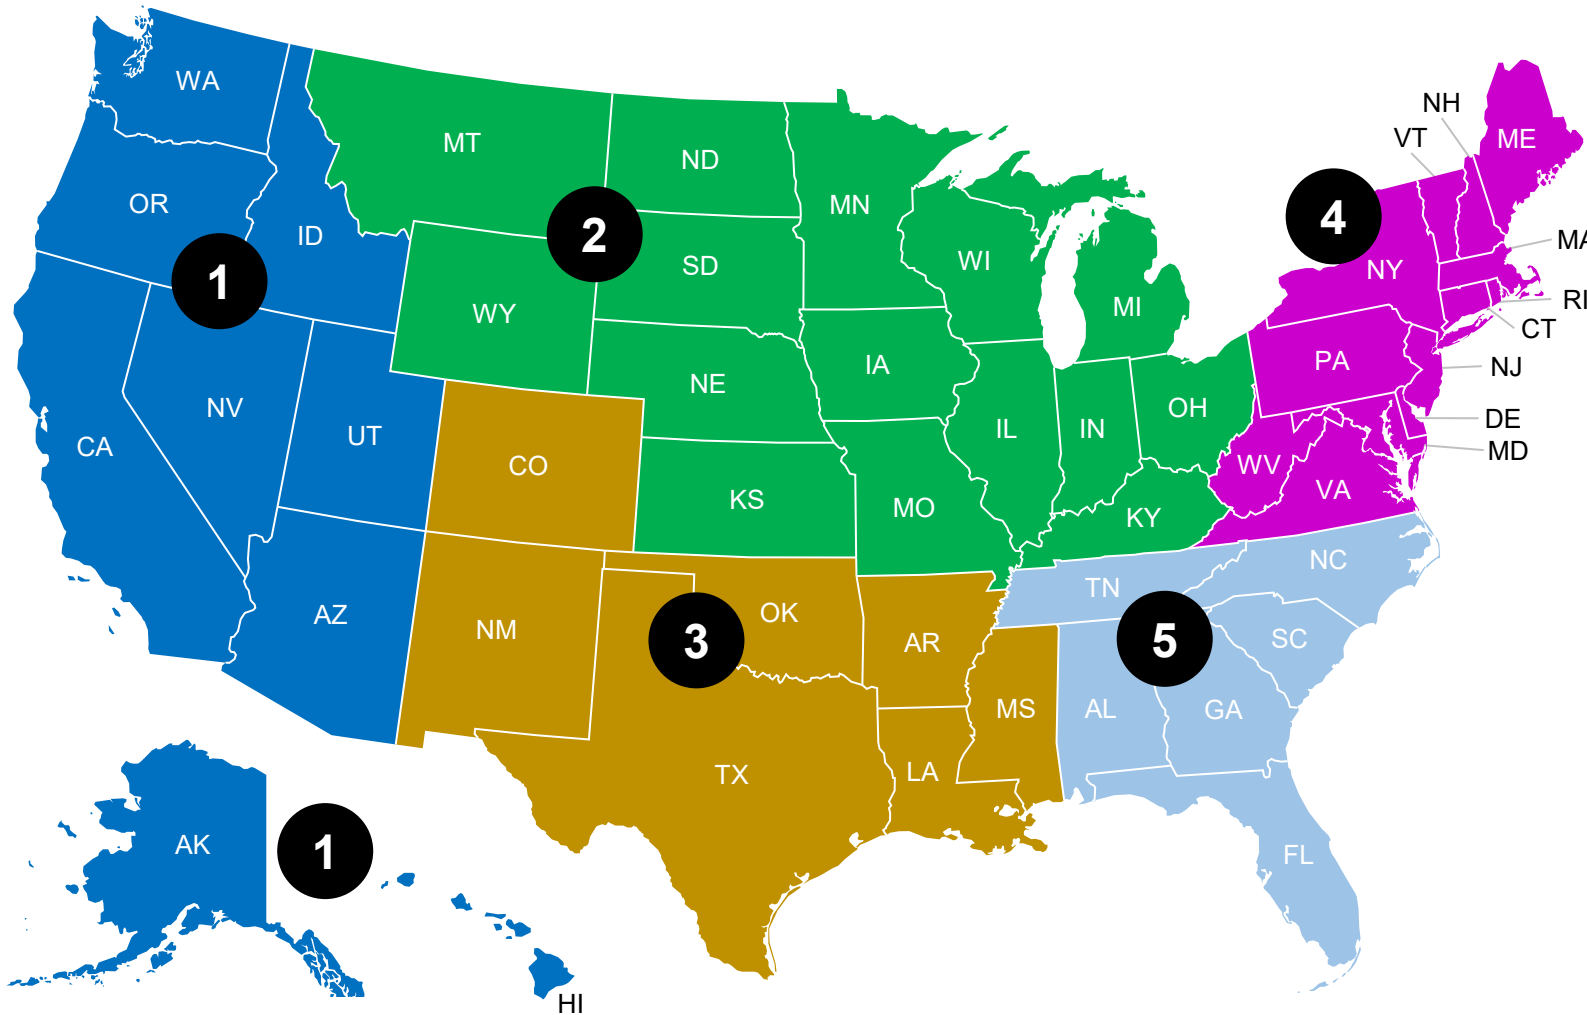 WA
OR
ID
1
NV
CA
UT
AZ
MT
ND
2
SD
WY
NE
KS
MN
WI
MI
IA
IL
IN
OH
MO
KY
CO
NM
OK
3
TX
AR
LA
MS
NH
VT
ME
4
NY
MA
RI
CT
PA
NJ
DE
MD
WV
VA
NC
TN
5
SC
AL
GA
FL
AK
1
HI